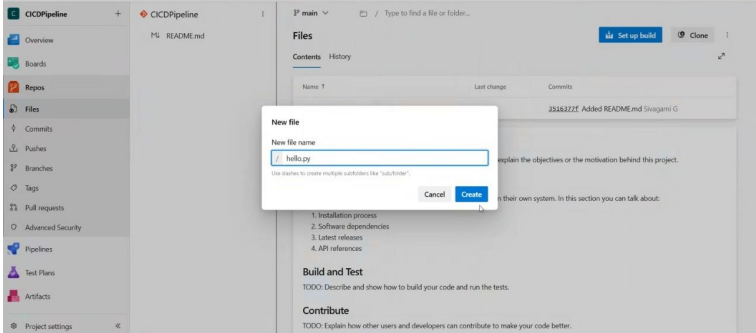 C CICDPipeline +
Overview
Boards
Repos
Files
Commits
Pushes
Branches
Tags
Pull requests
Advanced Security
Pipelines
Test Plans
Artifacts
Project settings «
CICDPipeline
M↓ README.md
main / Type to find a file or folder...
Files
Set up build
Clone
Contents History
Name ↑ Last change Commits
3516377f Added README.md Sivagami G
New file
New file name
/ hello.py
Use slashes to create multiple subfolders like "sub/folder".
Cancel Create
explain the objectives or the motivation behind this project.
n their own system. In this section you can talk about:
1. Installation process
2. Software dependencies
3. Latest releases
4. API references
Build and Test
TODO: Describe and show how to build your code and run the tests.
Contribute
TODO: Explain how other users and developers can contribute to make your code better.